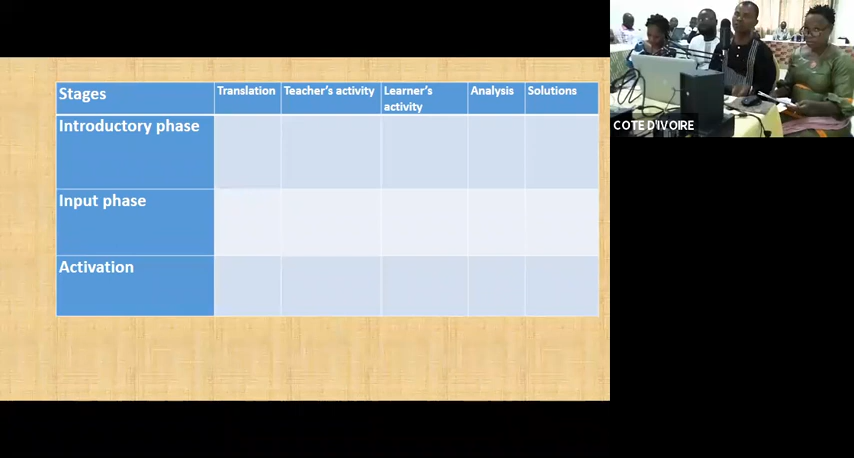 Stages
Translation
Teacher's activity
Learner's
activity
Analysis
Solutions
Introductory phase
Input phase
Activation
COTE D'IVOIRE